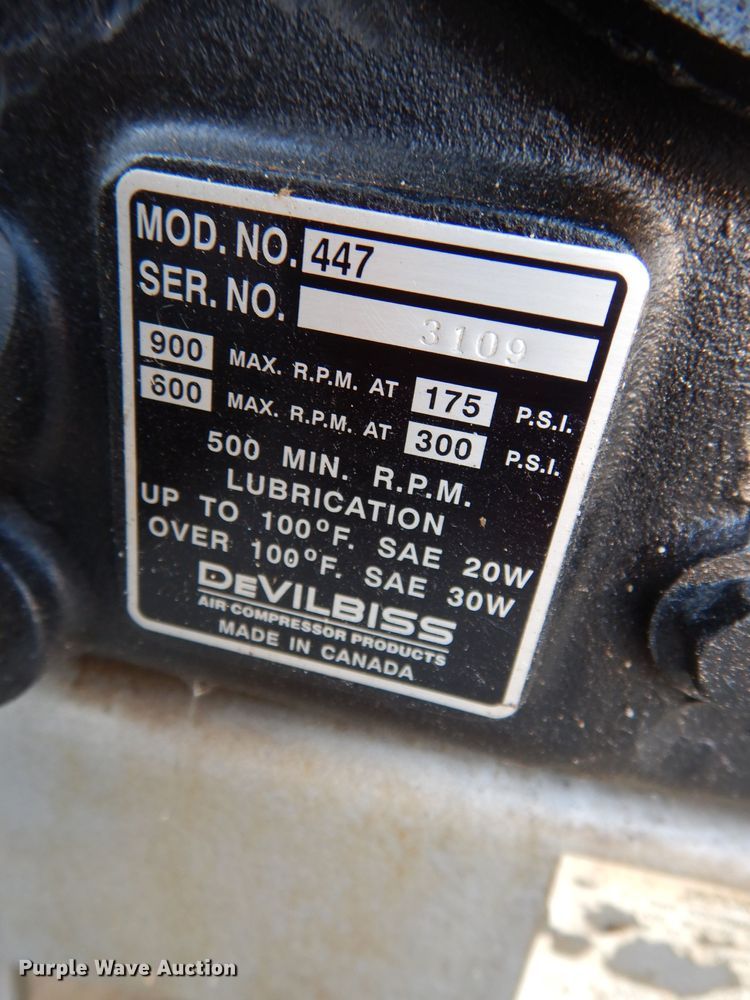 MOD. NO. 447
SER. NO. 3109
900 MAX. R.P.M. AT 175 P.S.I.
600 MAX. R.P.M. AT 300 P.S.I.
500 MIN. R.P.M.
LUBRICATION
UP TO 100°F. SAE 20W
OVER 100°F. SAE 30W
DEVILBISS
AIR COMPRESSOR PRODUCTS
MADE IN CANADA
Purple Wave Auction